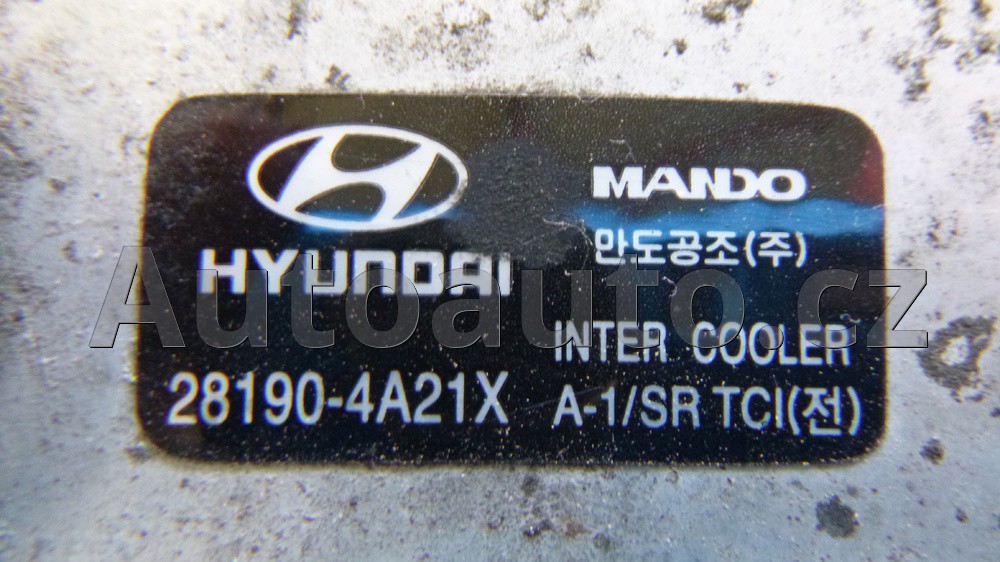 HYUNDAI
28190-4A21X
MANDO
만도공조(주)
INTER COOLER
A-1/SR TCI(전)
Autoauto.cz